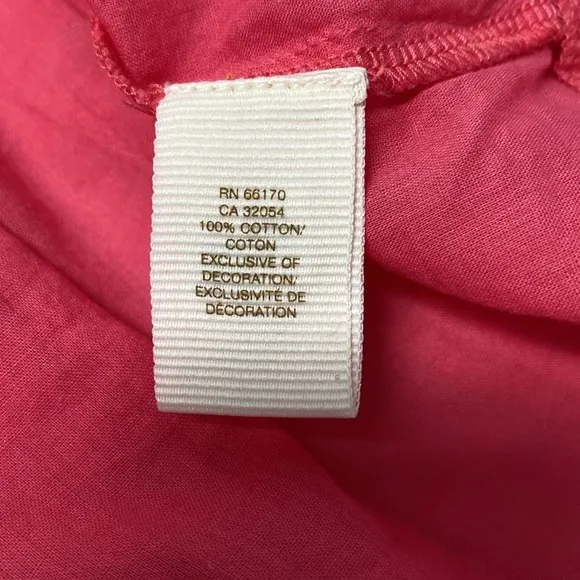 RN 66170
CA 32054
100% COTTON/
COTON
EXCLUSIVE OF
DECORATION/
EXCLUSIVITÉ DE
DÉCORATION